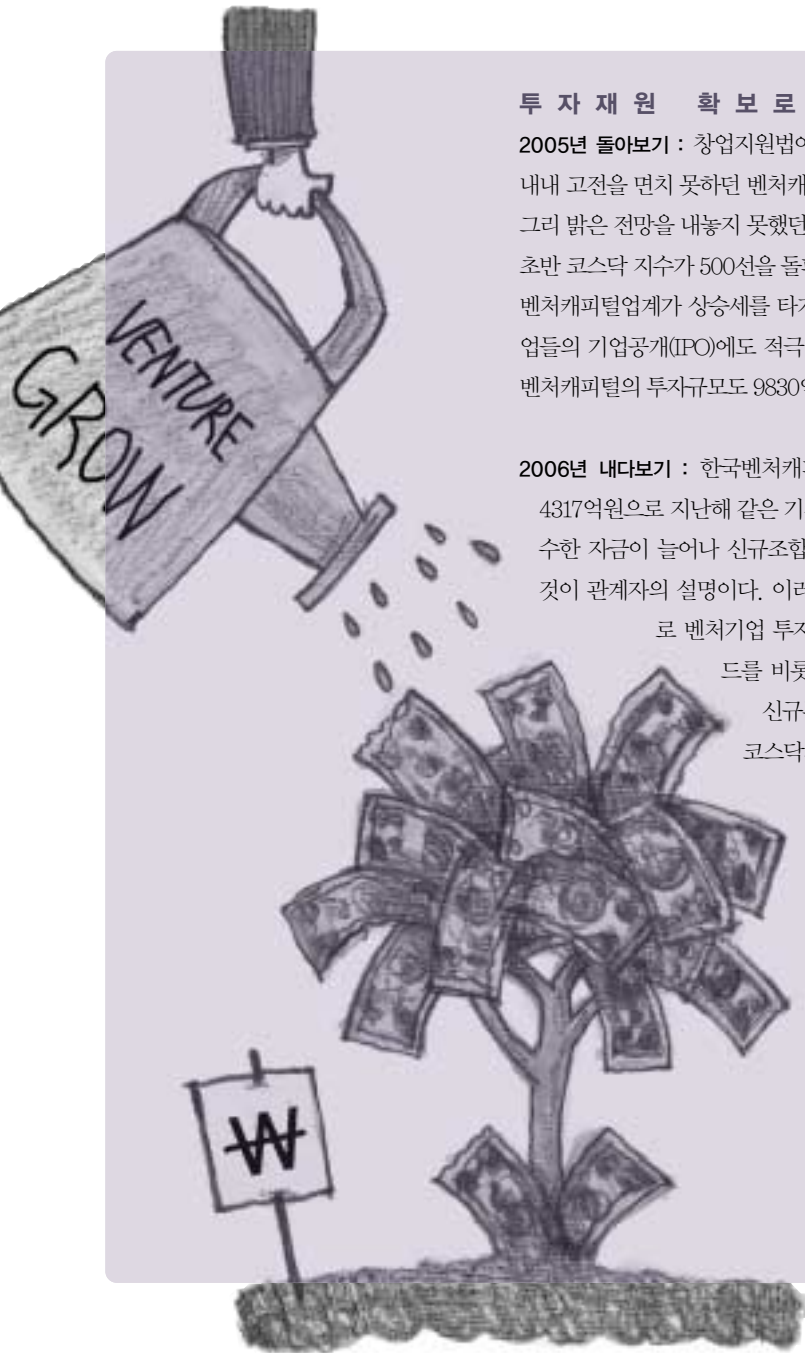 투자재원 확보로
2005년 돌아보기 : 창업지원법이
내내 고전을 면치 못하던 벤처캐
그리 밝은 전망을 내놓지 못했던
초반 코스닥 지수가 500선을 돌
벤처캐피털업계가 상승세를 타
업들의 기업공개(IPO)에도 적극
벤처캐피털의 투자규모도 9830
2006년 내다보기 : 한국벤처캐
4317억원으로 지난해 같은 기
수한 자금이 늘어나 신규조합
것이 관계자의 설명이다. 이러
로 벤처기업 투자
드를 비롯
신규
코스닥
VENTURE
GROW
₩